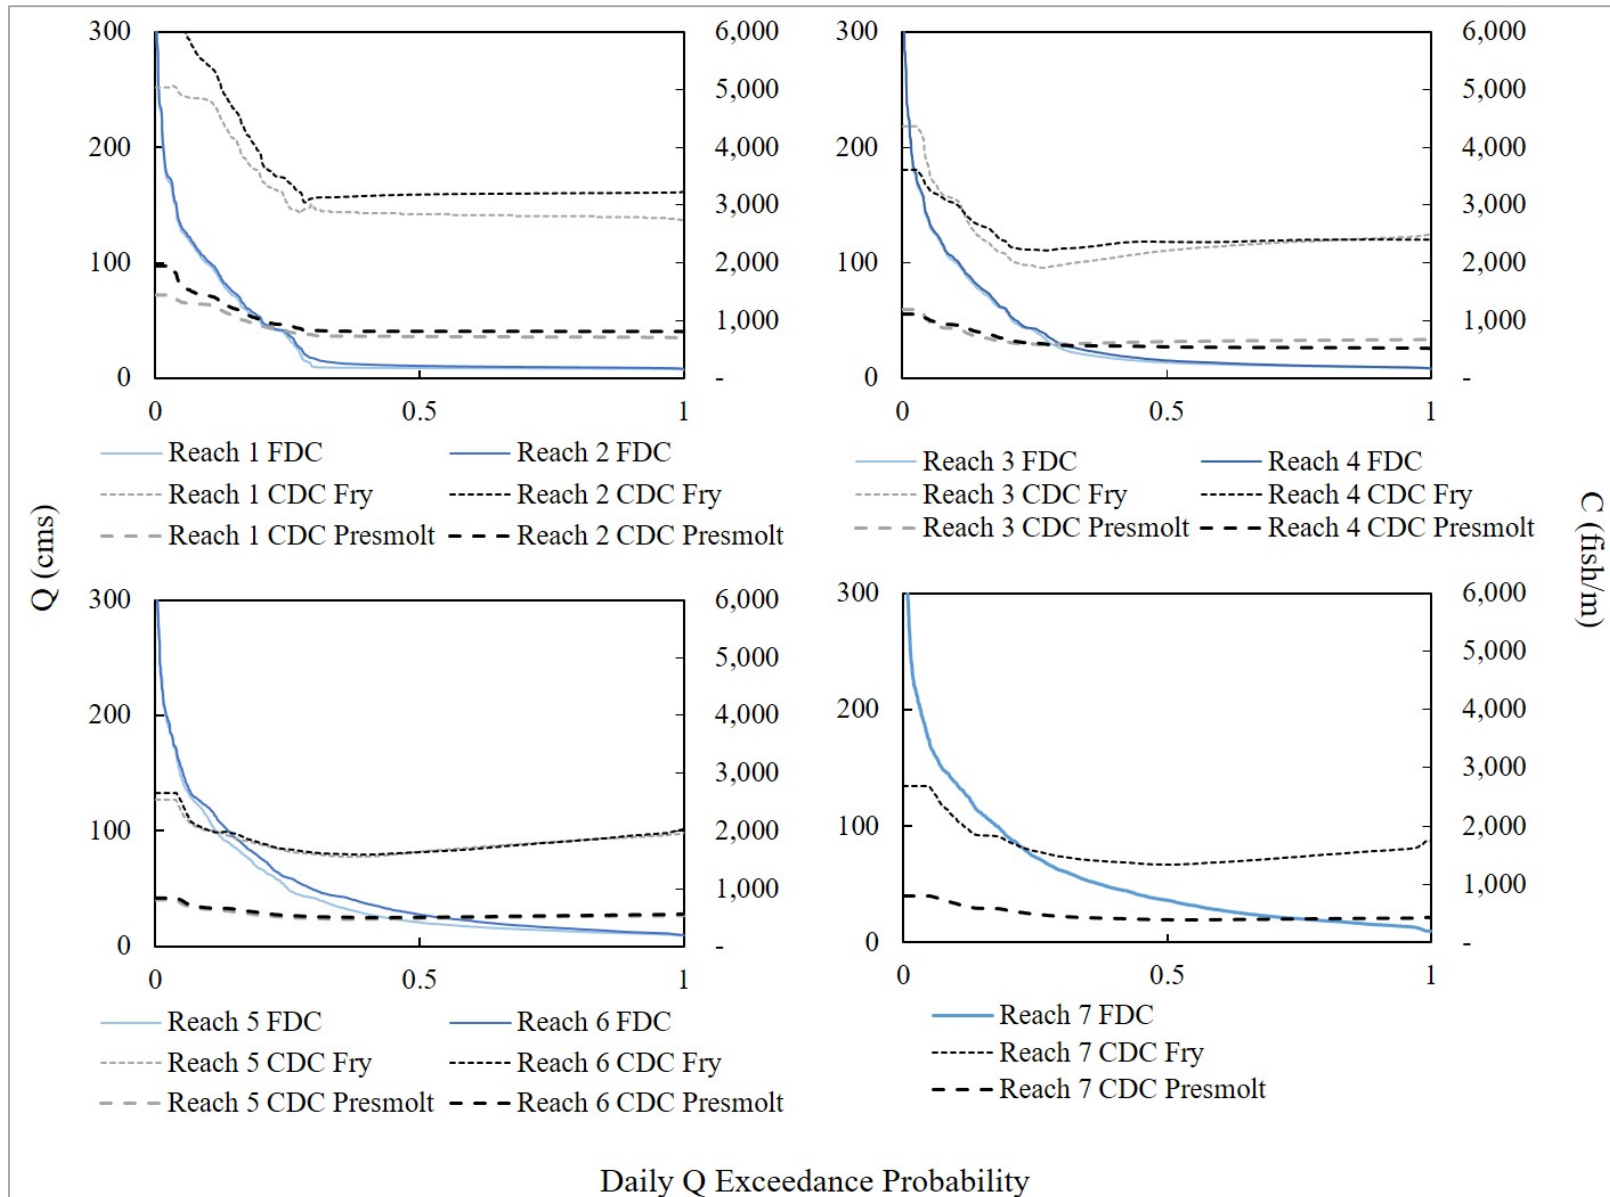 300
200
100
0
6,000
5,000
4,000
3,000
2,000
1,000
-
0 0.5 1
Reach 1 FDC Reach 2 FDC
Reach 1 CDC Fry Reach 2 CDC Fry
Reach 1 CDC Presmolt Reach 2 CDC Presmolt
300
200
100
0
6,000
5,000
4,000
3,000
2,000
1,000
-
0 0.5 1
Reach 3 FDC Reach 4 FDC
Reach 3 CDC Fry Reach 4 CDC Fry
Reach 3 CDC Presmolt Reach 4 CDC Presmolt
Q (cms)
C (fish/m)
300
200
100
0
6,000
5,000
4,000
3,000
2,000
1,000
-
0 0.5 1
Reach 5 FDC Reach 6 FDC
Reach 5 CDC Fry Reach 6 CDC Fry
Reach 5 CDC Presmolt Reach 6 CDC Presmolt
300
200
100
0
6,000
5,000
4,000
3,000
2,000
1,000
-
0 0.5 1
Reach 7 FDC
Reach 7 CDC Fry
Reach 7 CDC Presmolt
Daily Q Exceedance Probability